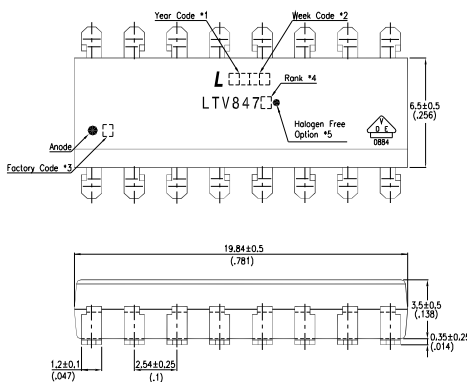 Year Code *1
Week Code *2
L
Rank *4
LTV847
Halogen Free
Option *5
V
D E
0884
Anode
Factory Code *3
6.5±0.5
(.256)
19.84±0.5
(.781)
3.5±0.5
(.138)
0.35±0.25
(.014)
1.2±0.1
(.047)
2.54±0.25
(.1)